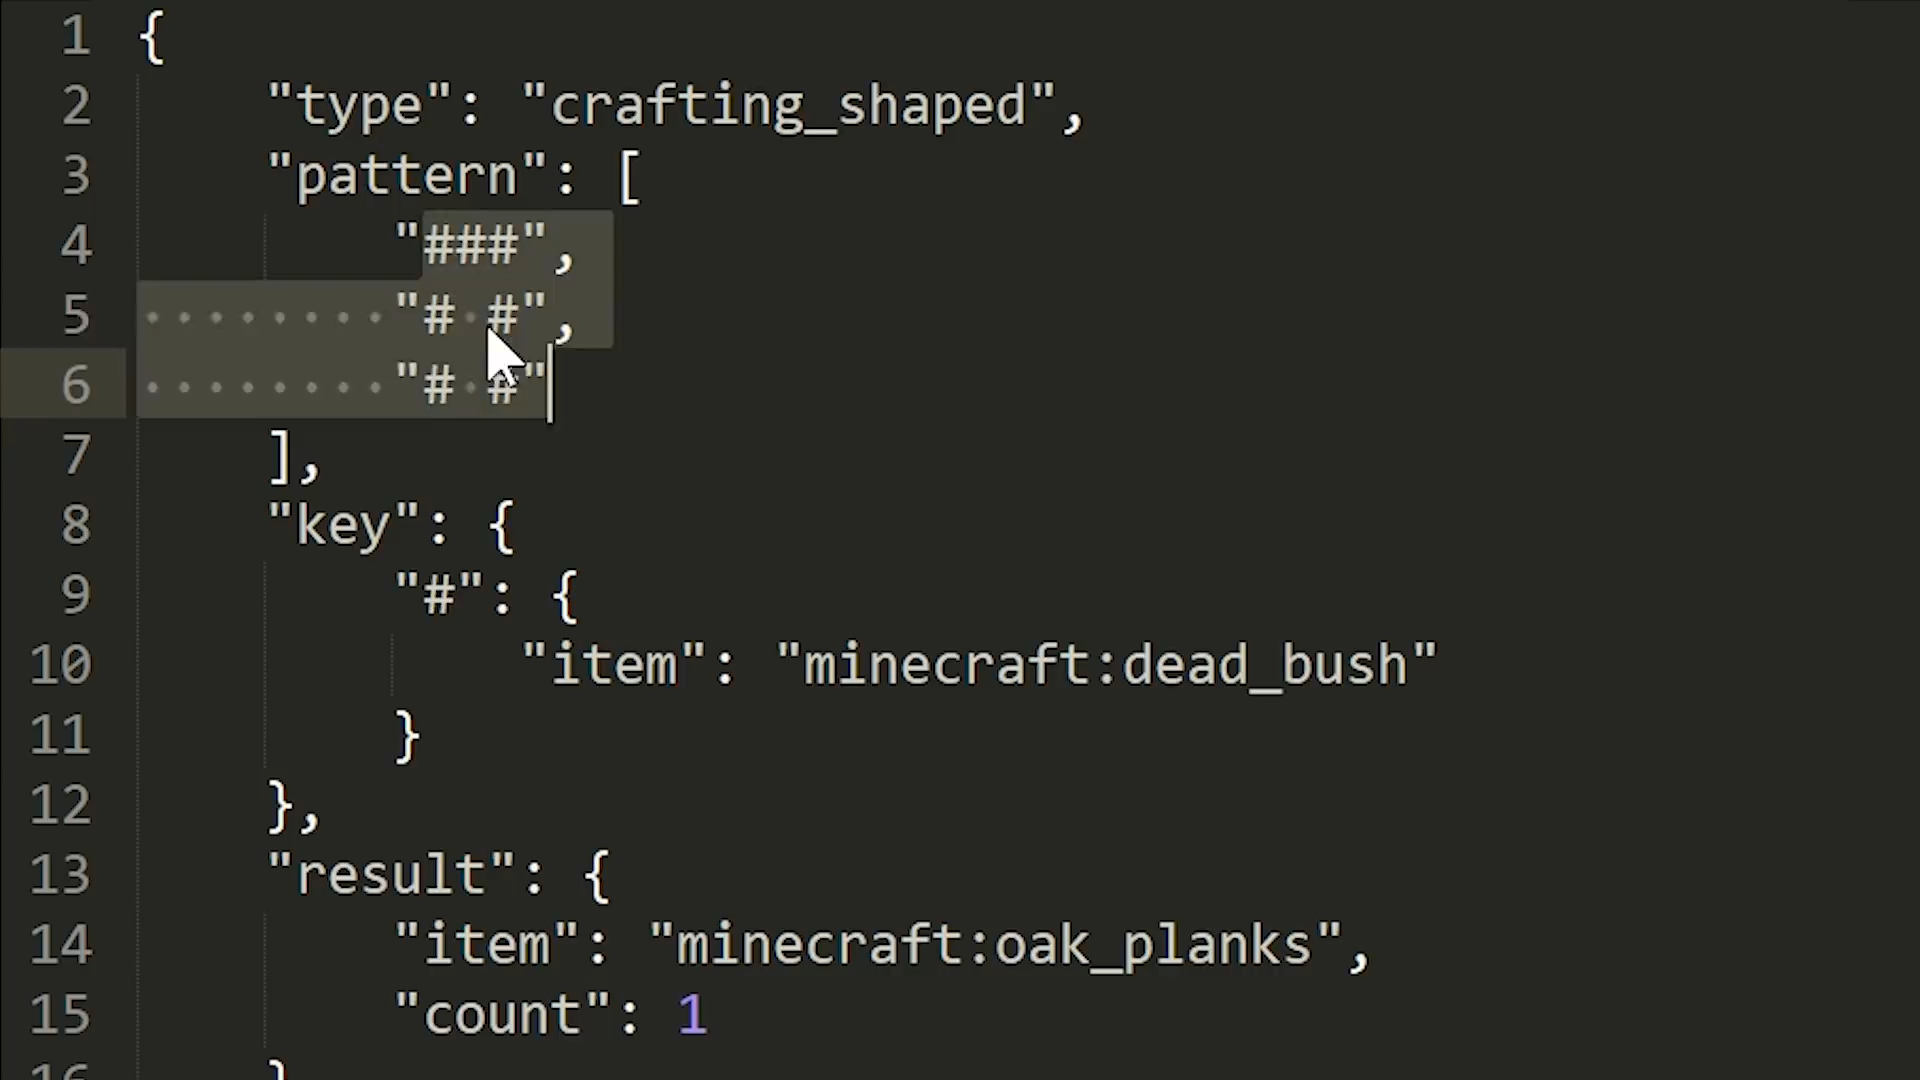 1 {
2     "type": "crafting_shaped",
3     "pattern": [
4         "###",
5         "# #",
6         "# #"
7     ],
8     "key": {
9         "#": {
10             "item": "minecraft:dead_bush"
11         }
12     },
13     "result": {
14         "item": "minecraft:oak_planks",
15         "count": 1
16     }